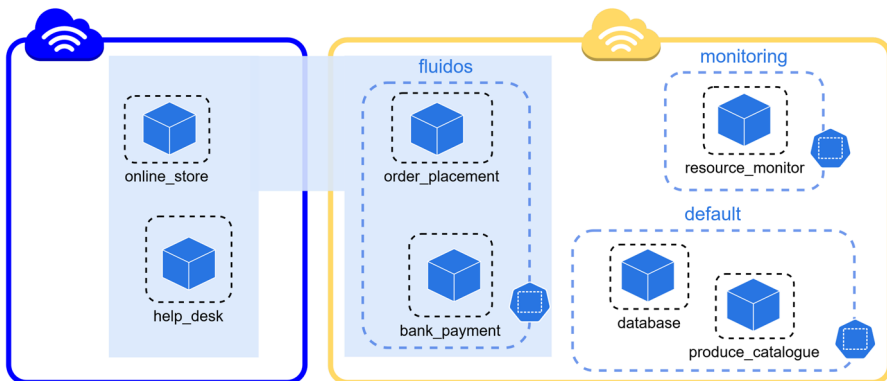 fluidos
monitoring
online_store
order_placement
resource_monitor
default
help_desk
bank_payment
database
produce_catalogue